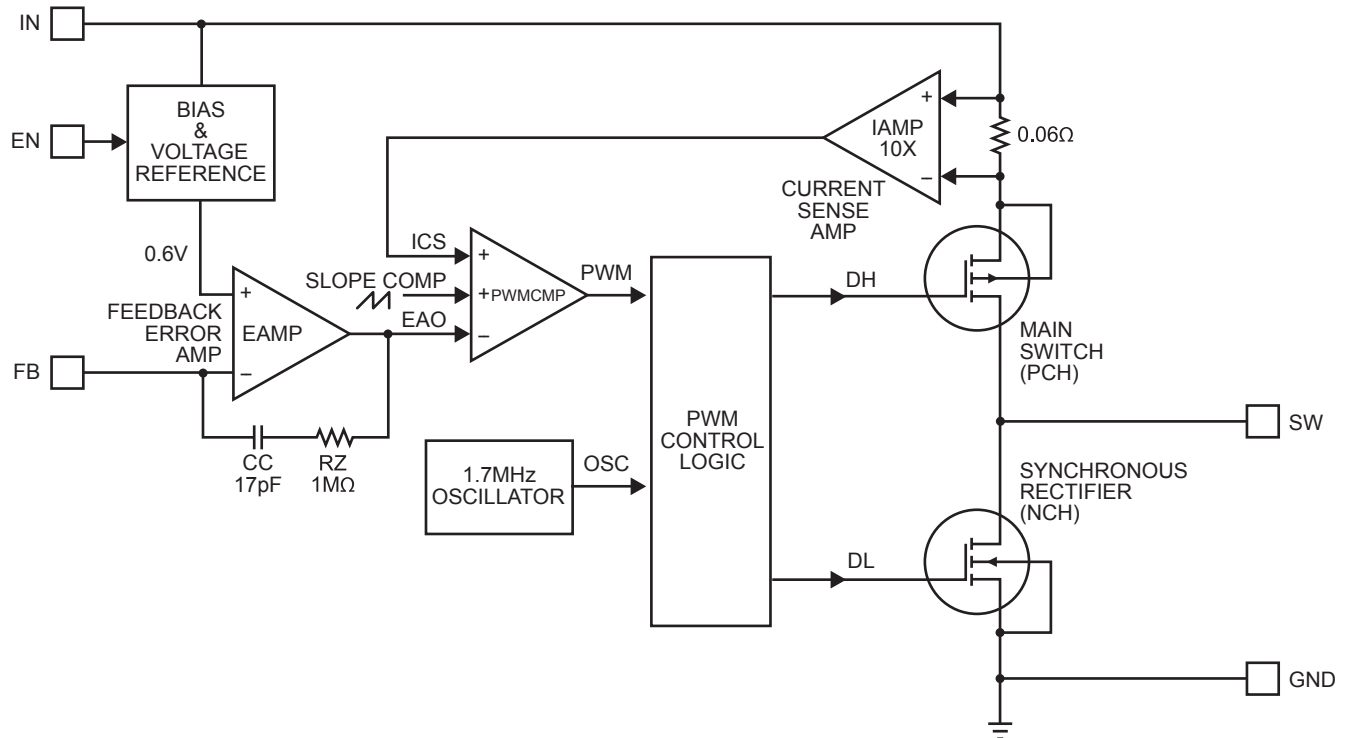 IN
BIAS
&
VOLTAGE
REFERENCE
EN
0.6V
FEEDBACK
ERROR
AMP
EAMP
+
−
FB
CC
17pF
RZ
1MΩ
IAMP
10X
+
−
0.06Ω
CURRENT
SENSE
AMP
ICS
SLOPE COMP
EAO
+
+PWMCMP
−
PWM
1.7MHz
OSCILLATOR
OSC
PWM
CONTROL
LOGIC
DH
DL
MAIN
SWITCH
(PCH)
SW
SYNCHRONOUS
RECTIFIER
(NCH)
GND